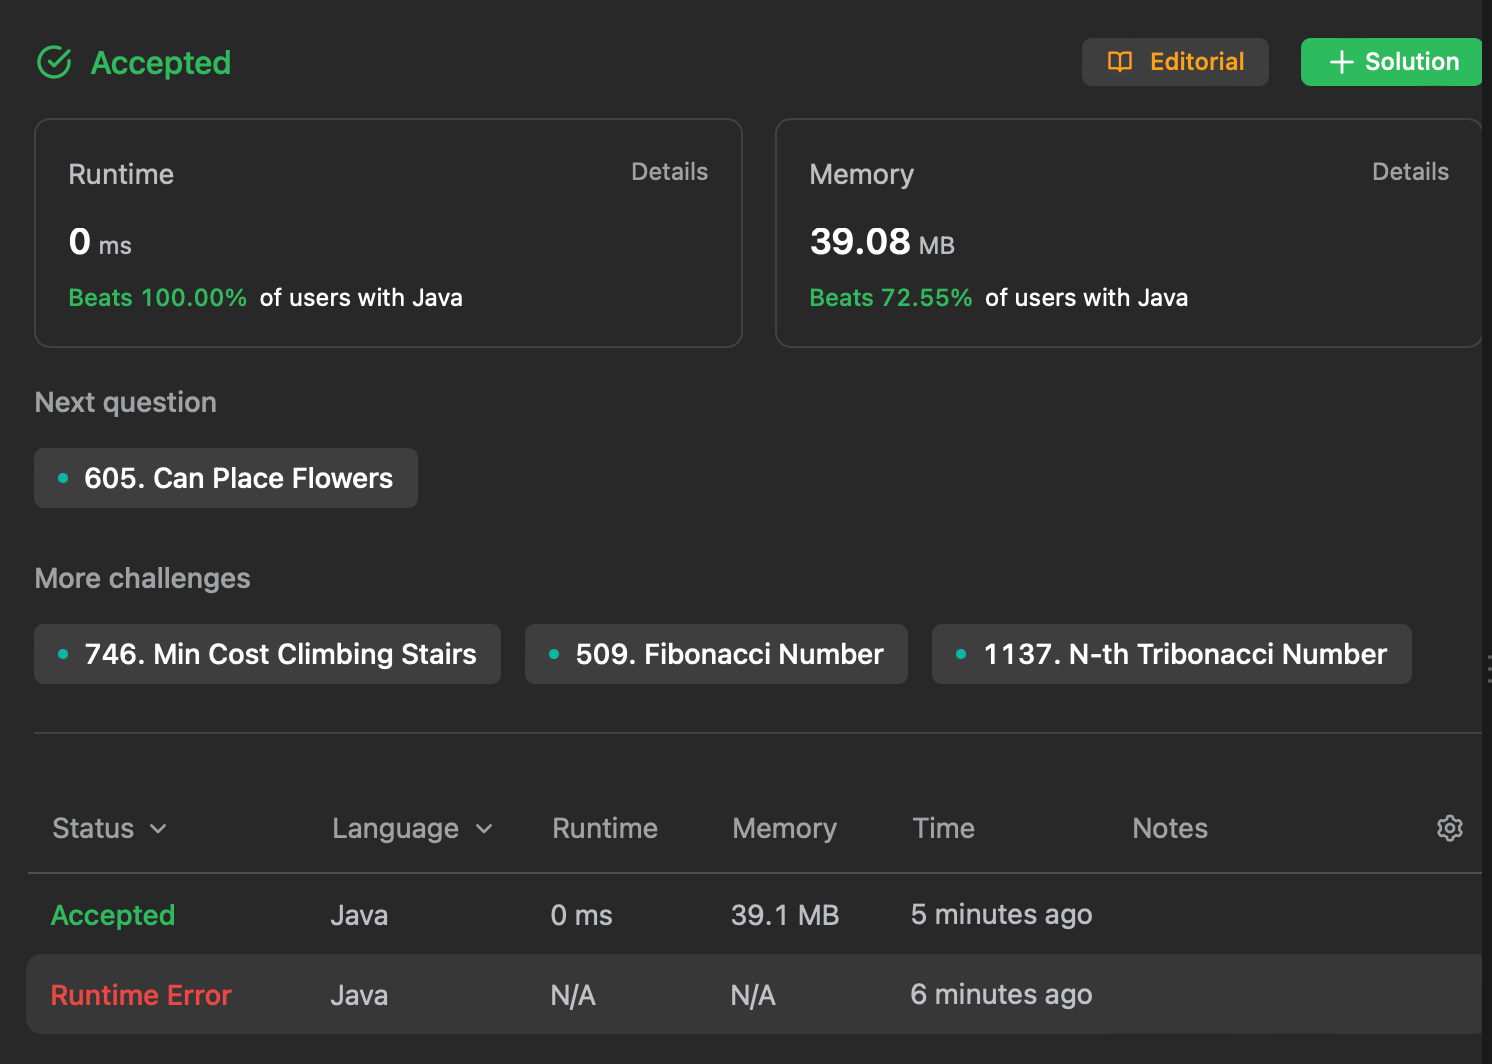 Accepted
Editorial
Solution
Runtime
Details
0 ms
Beats 100.00% of users with Java
Memory
Details
39.08 MB
Beats 72.55% of users with Java
Next question
605. Can Place Flowers
More challenges
746. Min Cost Climbing Stairs
509. Fibonacci Number
1137. N-th Tribonacci Number
Status Language Runtime Memory Time Notes
Accepted Java 0 ms 39.1 MB 5 minutes ago
Runtime Error Java N/A N/A 6 minutes ago